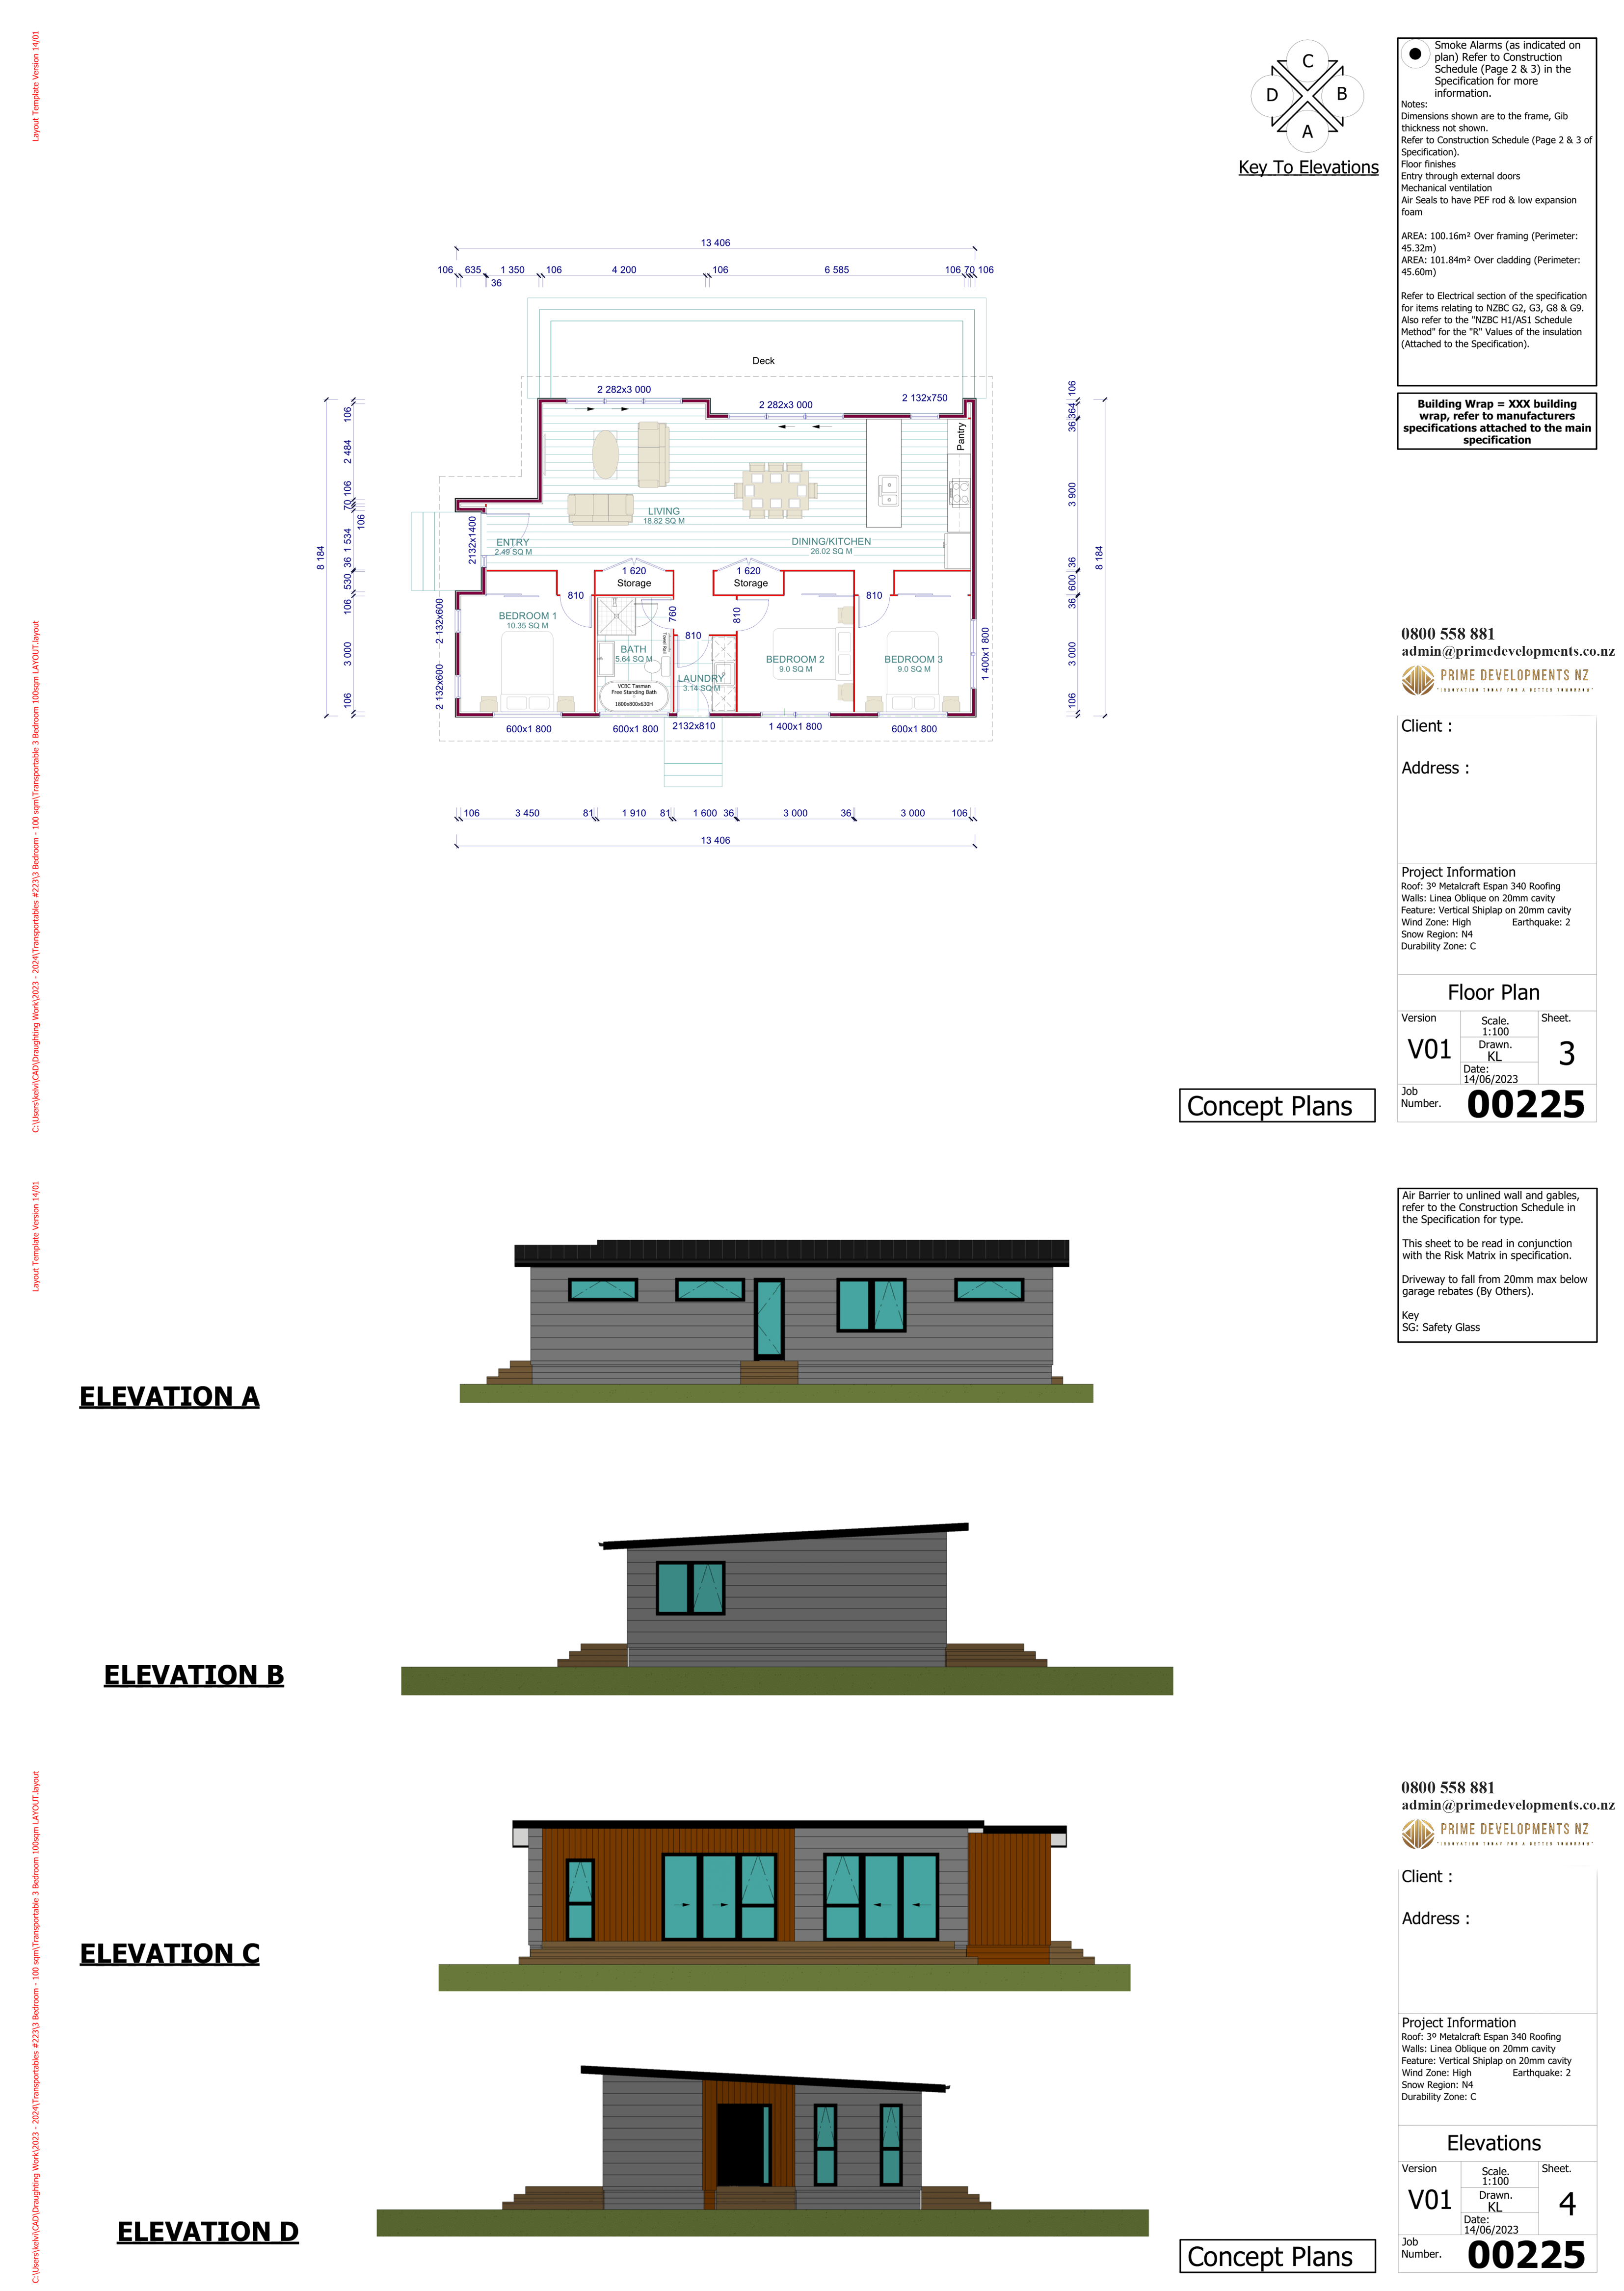 Layout Template Version 14/01
C:\Users\kelvi\CAD\Draughting Work\2023 - 2024\Transportables #223\3 Bedroom - 100 sqm\Transportable 3 Bedroom 100sqm LAYOUT.layout
C
D
B
A
Key To Elevations
Smoke Alarms (as indicated on
plan) Refer to Construction
Schedule (Page 2 & 3) in the
Specification for more
information.
Notes:
Dimensions shown are to the frame, Gib
thickness not shown.
Refer to Construction Schedule (Page 2 & 3 of
Specification).
Floor finishes
Entry through external doors
Mechanical ventilation
Air Seals to have PEF rod & low expansion
foam
AREA: 100.16m² Over framing (Perimeter:
45.32m)
AREA: 101.84m² Over cladding (Perimeter:
45.60m)
Refer to Electrical section of the specification
for items relating to NZBC G2, G3, G8 & G9.
Also refer to the "NZBC H1/AS1 Schedule
Method" for the "R" Values of the insulation
(Attached to the Specification).
Building Wrap = XXX building
wrap, refer to manufacturers
specifications attached to the main
specification
13 406
106 635 1 350 106 4 200 106 6 585 106 70 106
36
Deck
2 282x3 000
2 282x3 000
2 132x750
Pantry
106
2 484
106
70
106
1 534
36
530
106
3 000
106
8 184
106
364
36
3 900
36
600
36
3 000
106
8 184
LIVING
18.82 SQ M
ENTRY
2.49 SQ M
2132x1400
DINING/KITCHEN
26.02 SQ M
1 620
Storage
1 620
Storage
810
760
810
810
810
2 132x600
2 132x600
BEDROOM 1
10.35 SQ M
BATH
5.64 SQ M
Towel Rail
VCBC Tasman
Free Standing Bath
1800x800x630H
LAUNDRY
3.14 SQ M
BEDROOM 2
9.0 SQ M
BEDROOM 3
9.0 SQ M
1 400x1 800
600x1 800
600x1 800
2132x810
1 400x1 800
600x1 800
106 3 450 81 1 910 81 1 600 36 3 000 36 3 000 106
13 406
0800 558 881
admin@primedevelopments.co.nz
PRIME DEVELOPMENTS NZ
"INNOVATION TODAY FOR A BETTER TOMORROW"
Client :
Address :
Project Information
Roof: 3º Metalcraft Espan 340 Roofing
Walls: Linea Oblique on 20mm cavity
Feature: Vertical Shiplap on 20mm cavity
Wind Zone: High Earthquake: 2
Snow Region: N4
Durability Zone: C
Floor Plan
Version
V01
Scale.
1:100
Drawn.
KL
Date:
14/06/2023
Sheet.
3
Job
Number.
00225
Concept Plans
Layout Template Version 14/01
C:\Users\kelvi\CAD\Draughting Work\2023 - 2024\Transportables #223\3 Bedroom - 100 sqm\Transportable 3 Bedroom 100sqm LAYOUT.layout
Air Barrier to unlined wall and gables,
refer to the Construction Schedule in
the Specification for type.
This sheet to be read in conjunction
with the Risk Matrix in specification.
Driveway to fall from 20mm max below
garage rebates (By Others).
Key
SG: Safety Glass
ELEVATION A
ELEVATION B
ELEVATION C
ELEVATION D
0800 558 881
admin@primedevelopments.co.nz
PRIME DEVELOPMENTS NZ
"INNOVATION TODAY FOR A BETTER TOMORROW"
Client :
Address :
Project Information
Roof: 3º Metalcraft Espan 340 Roofing
Walls: Linea Oblique on 20mm cavity
Feature: Vertical Shiplap on 20mm cavity
Wind Zone: High Earthquake: 2
Snow Region: N4
Durability Zone: C
Elevations
Version
V01
Scale.
1:100
Drawn.
KL
Date:
14/06/2023
Sheet.
4
Job
Number.
00225
Concept Plans